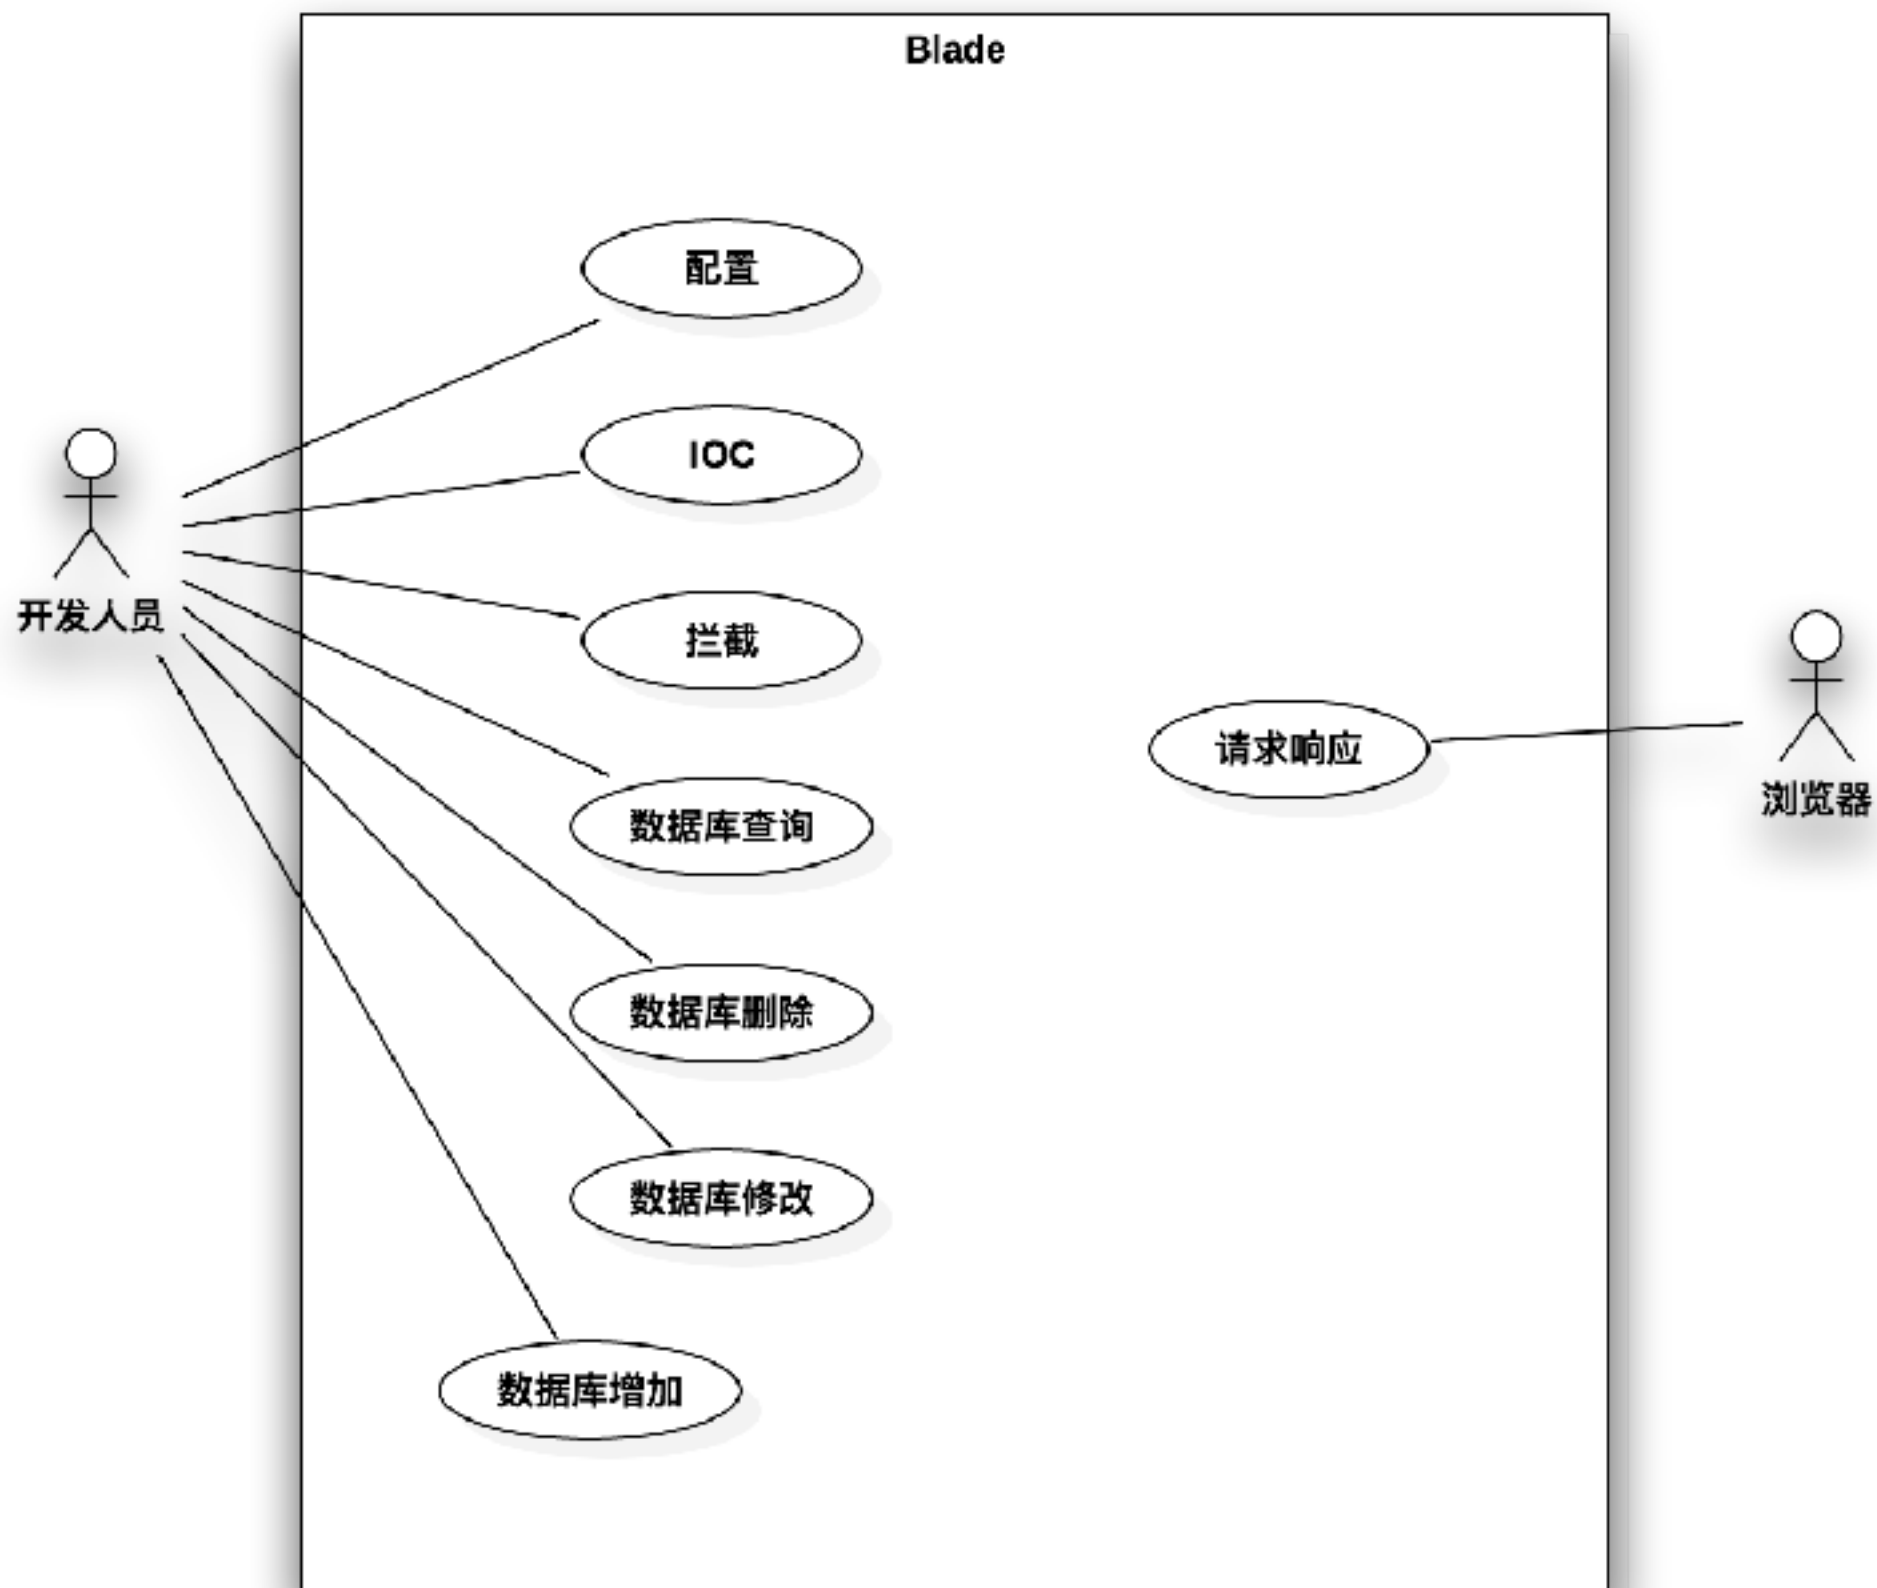 Blade
配置
IOC
拦截
开发人员
请求响应
浏览器
数据库查询
数据库删除
数据库修改
数据库增加